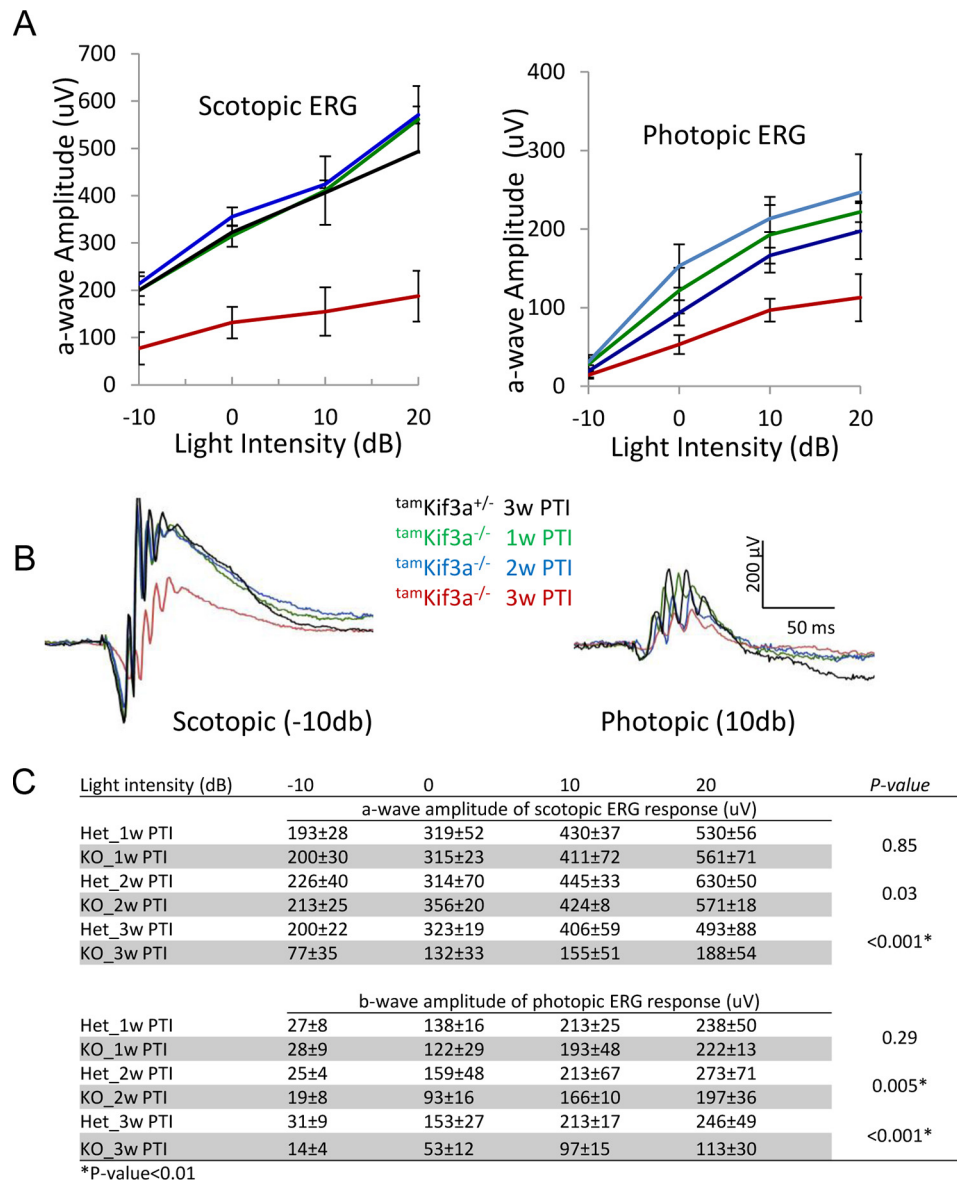 A
700
600
500
400
300
200
100
0
a-wave Amplitude (uV)
Scotopic ERG
-10 0 10 20
Light Intensity (dB)
400
300
200
100
0
a-wave Amplitude (uV)
Photopic ERG
-10 0 10 20
Light Intensity (dB)
B
tamKif3a+/- 3w PTI
tamKif3a-/- 1w PTI
tamKif3a-/- 2w PTI
tamKif3a-/- 3w PTI
200 µV
50 ms
Scotopic (-10db)
Photopic (10db)
C
Light intensity (dB) -10 0 10 20 P-value
a-wave amplitude of scotopic ERG response (uV)
Het_1w PTI 193±28 319±52 430±37 530±56
0.85
KO_1w PTI 200±30 315±23 411±72 561±71
Het_2w PTI 226±40 314±70 445±33 630±50
0.03
KO_2w PTI 213±25 356±20 424±8 571±18
Het_3w PTI 200±22 323±19 406±59 493±88
<0.001*
KO_3w PTI 77±35 132±33 155±51 188±54
b-wave amplitude of photopic ERG response (uV)
Het_1w PTI 27±8 138±16 213±25 238±50
0.29
KO_1w PTI 28±9 122±29 193±48 222±13
Het_2w PTI 25±4 159±48 213±67 273±71
0.005*
KO_2w PTI 19±8 93±16 166±10 197±36
Het_3w PTI 31±9 153±27 213±17 246±49
<0.001*
KO_3w PTI 14±4 53±12 97±15 113±30
*P-value<0.01